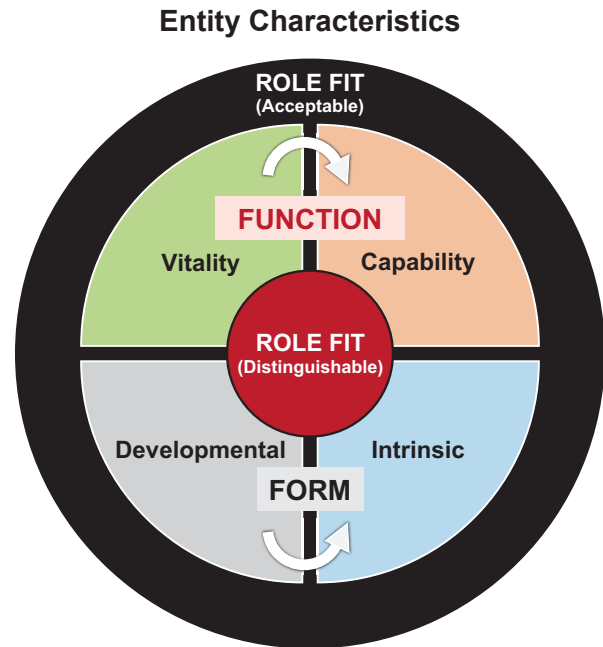 Entity Characteristics
ROLE FIT
(Acceptable)
FUNCTION
Vitality
Capability
ROLE FIT
(Distinguishable)
Developmental
Intrinsic
FORM